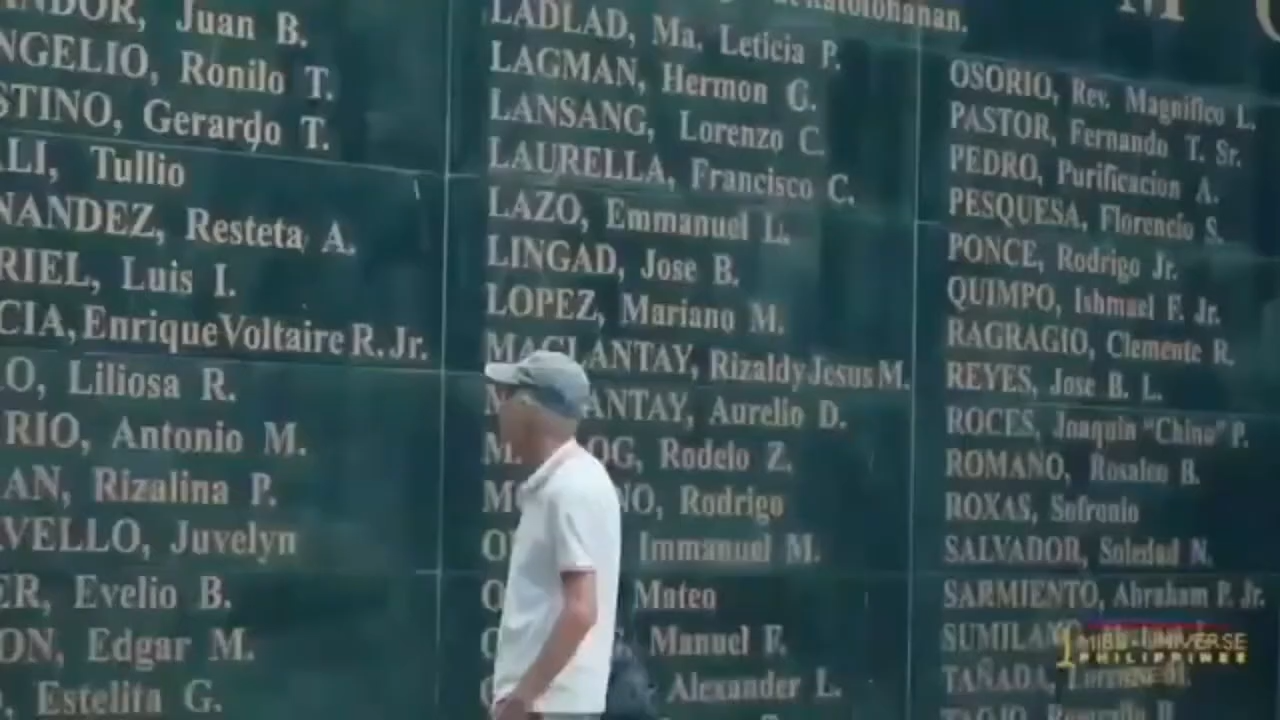 NDOR, Juan B.
NGELIO, Ronilo T.
STINO, Gerardo T.
ALI, Tullio
NANDEZ, Resteta A.
RIEL, Luis I.
CIA, Enrique Voltaire R. Jr.
LO, Liliosa R.
RIO, Antonio M.
AN, Rizalina P.
VELLO, Juvelyn
ER, Evelio B.
ON, Edgar M.
Estelita G.
LADLAD, Ma. Leticia P.
LAGMAN, Hermon C.
LANSANG, Lorenzo C.
LAURELLA, Francisco C.
LAZO, Emmanuel L.
LINGAD, Jose B.
LOPEZ, Mariano M.
MAGLANTAY, Rizaldy Jesus M.
ANTAY, Aurelio D.
OG, Rodelo Z.
NO, Rodrigo
Immanuel M.
Mateo
Manuel F.
Alexander L.
OSORIO, Rev. Magnifico L.
PASTOR, Fernando T. Sr.
PEDRO, Purificacion A.
PESQUESA, Florencio S.
PONCE, Rodrigo Jr.
QUIMPO, Ishmael F. Jr.
RAGRAGIO, Clemente R.
REYES, Jose B. L.
ROCES, Joaquin "Chino" P.
ROMANO, Rosaleo B.
ROXAS, Sofronio
SALVADOR, Soledad N.
SARMIENTO, Abraham P. Jr.
SUMILANG
TAÑADA, Lorenzo M.
MISS UNIVERSE
PHILIPPINES